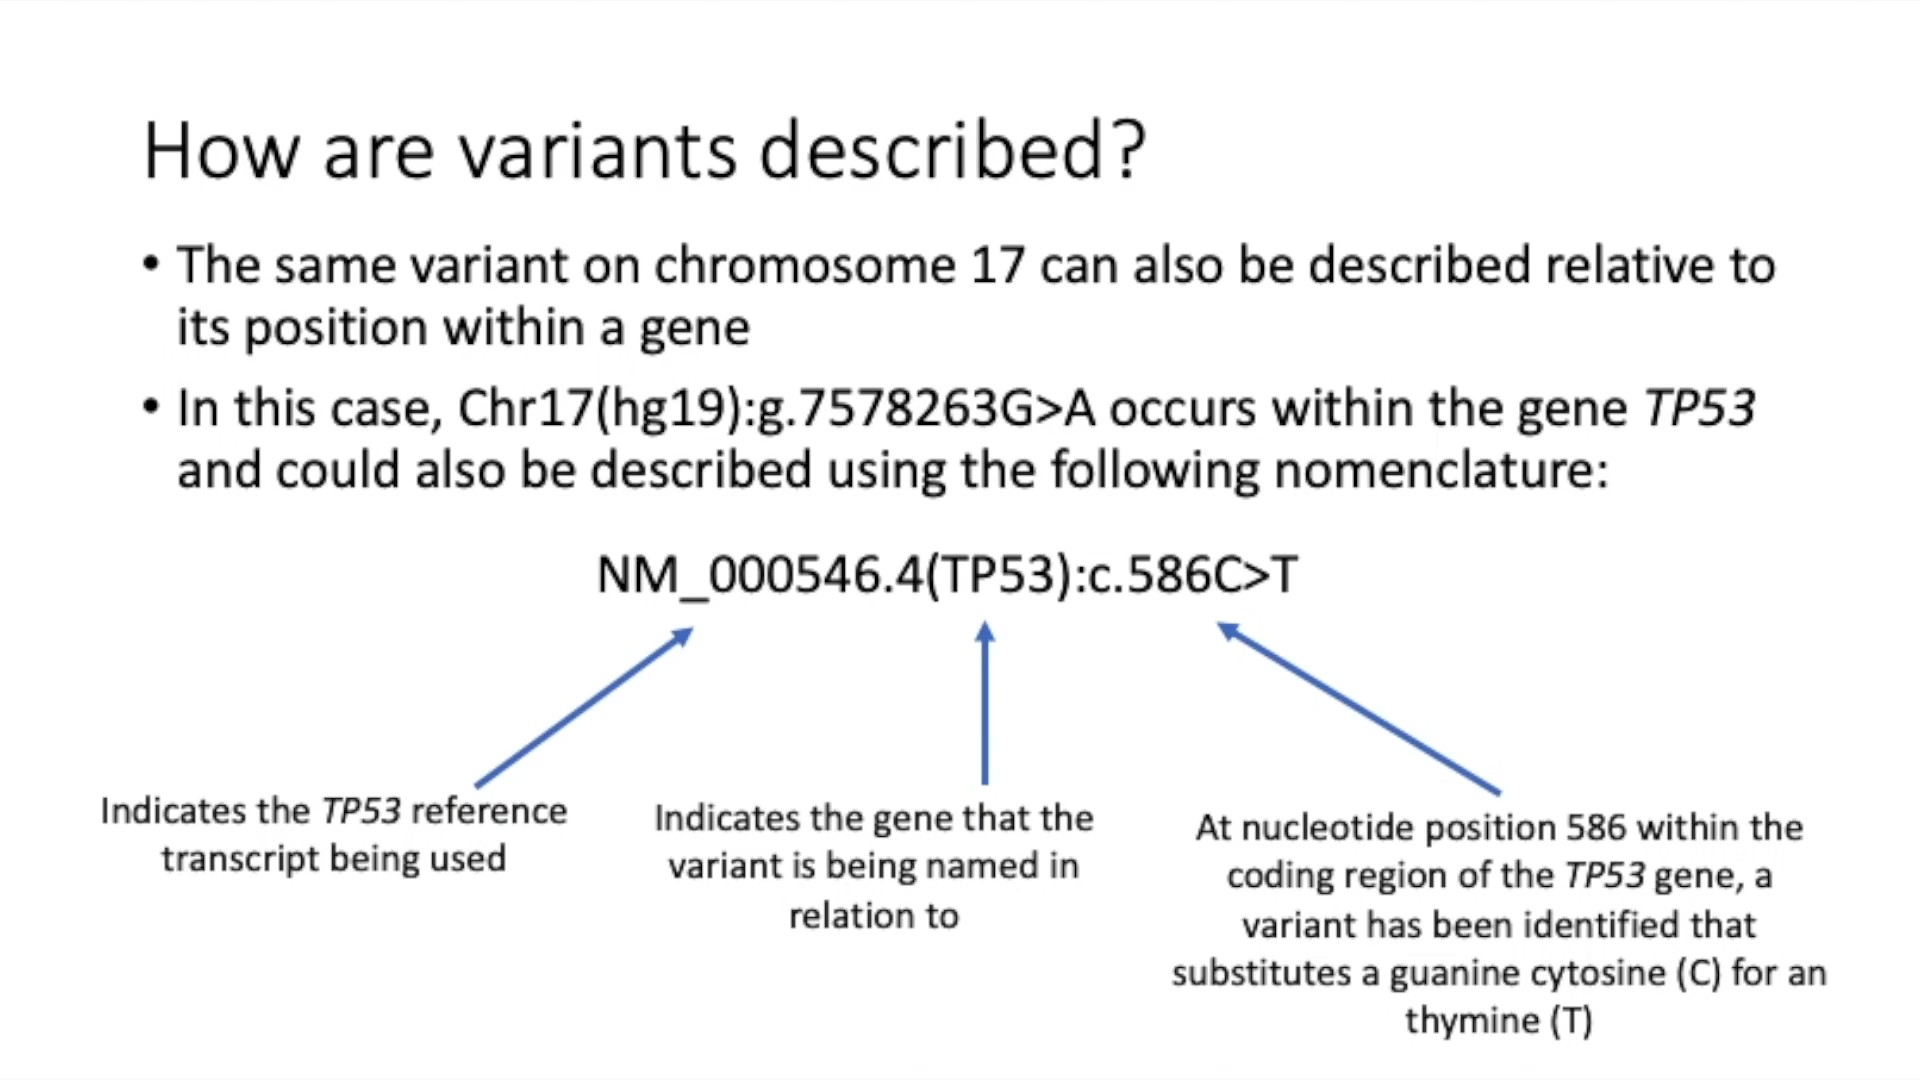 How are variants described?
• The same variant on chromosome 17 can also be described relative to
its position within a gene
• In this case, Chr17(hg19):g.7578263G>A occurs within the gene TP53
and could also be described using the following nomenclature:
NM_000546.4(TP53):c.586C>T
Indicates the TP53 reference
transcript being used
Indicates the gene that the
variant is being named in
relation to
At nucleotide position 586 within the
coding region of the TP53 gene, a
variant has been identified that
substitutes a guanine cytosine (C) for an
thymine (T)